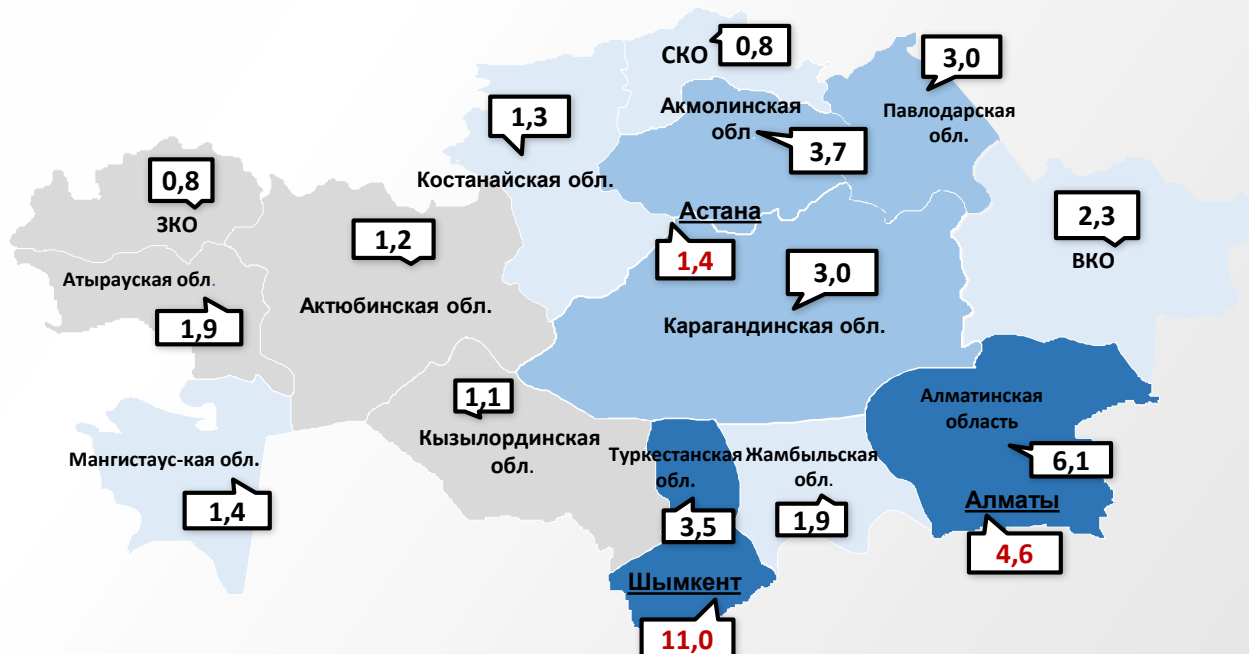 СКО
0,8
3,0
Акмолинская
обл
3,7
Павлодарская
обл.
1,3
Костанайская обл.
0,8
ЗКО
1,2
Актюбинская обл.
Атырауская обл.
1,9
Астана
1,4
3,0
Карагандинская обл.
2,3
ВКО
Мангистаус-кая обл.
1,4
1,1
Кызылординская
обл.
Туркестанская
обл.
3,5
Жамбыльская
обл.
1,9
Алматинская
область
6,1
Алматы
4,6
Шымкент
11,0